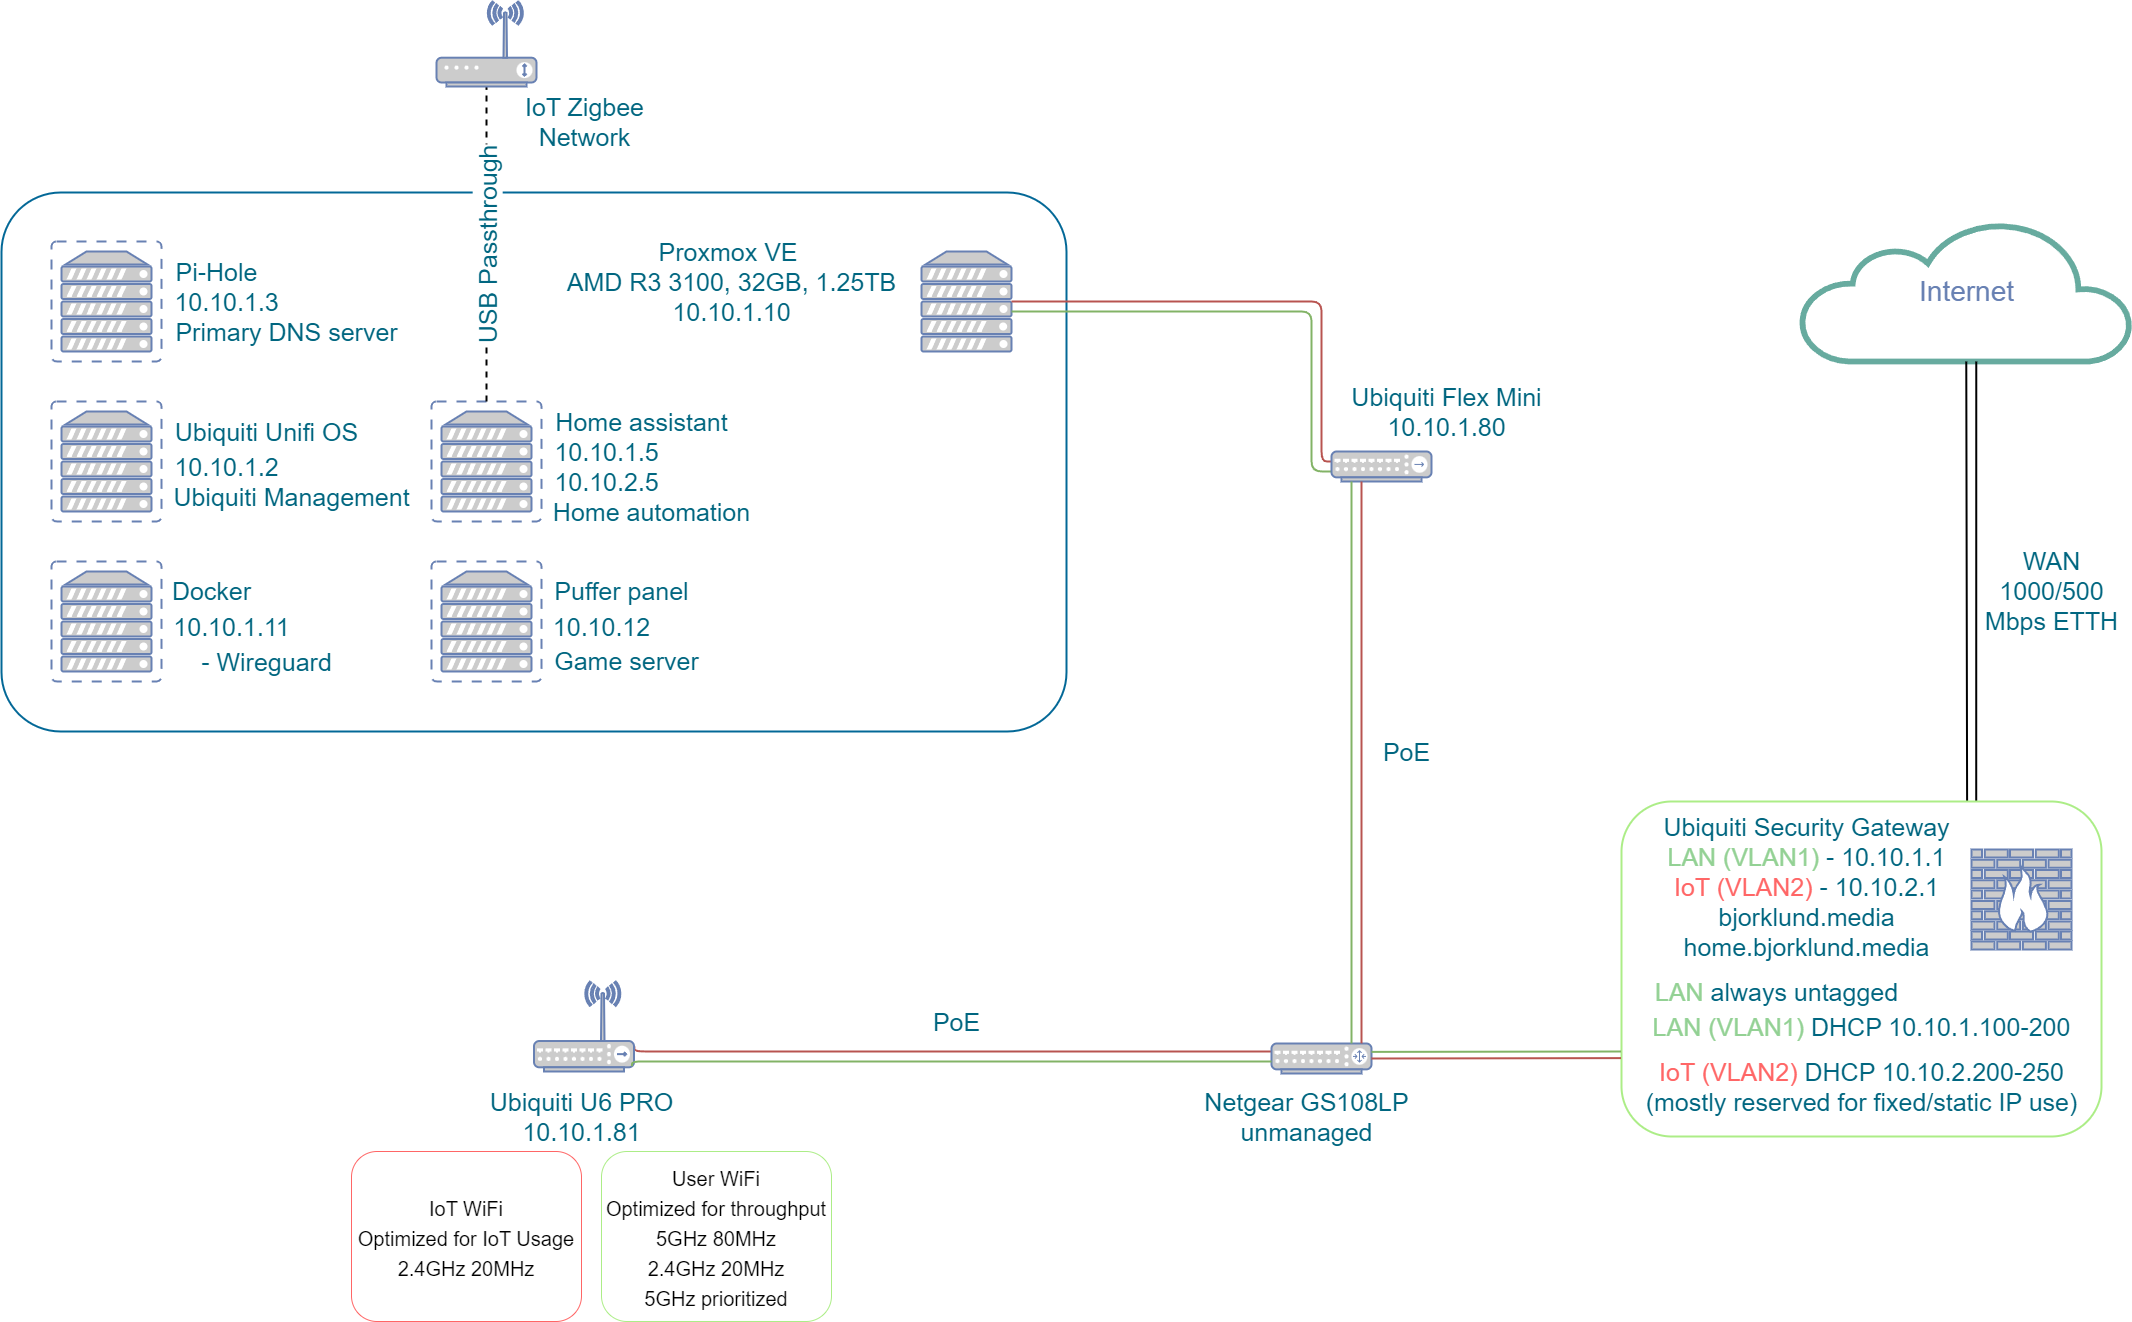 IoT Zigbee
Network
USB Passthrough
Pi-Hole
10.10.1.3
Primary DNS server
Proxmox VE
AMD R3 3100, 32GB, 1.25TB
10.10.1.10
Ubiquiti Unifi OS
10.10.1.2
Ubiquiti Management
Home assistant
10.10.1.5
10.10.2.5
Home automation
Docker
10.10.1.11
- Wireguard
Puffer panel
10.10.12
Game server
Ubiquiti Flex Mini
10.10.1.80
Internet
WAN
1000/500
Mbps ETTH
PoE
Ubiquiti Security Gateway
LAN (VLAN1) - 10.10.1.1
IoT (VLAN2) - 10.10.2.1
bjorklund.media
home.bjorklund.media
LAN always untagged
LAN (VLAN1) DHCP 10.10.1.100-200
IoT (VLAN2) DHCP 10.10.2.200-250
(mostly reserved for fixed/static IP use)
PoE
Ubiquiti U6 PRO
10.10.1.81
Netgear GS108LP
unmanaged
IoT WiFi
Optimized for IoT Usage
2.4GHz 20MHz
User WiFi
Optimized for throughput
5GHz 80MHz
2.4GHz 20MHz
5GHz prioritized